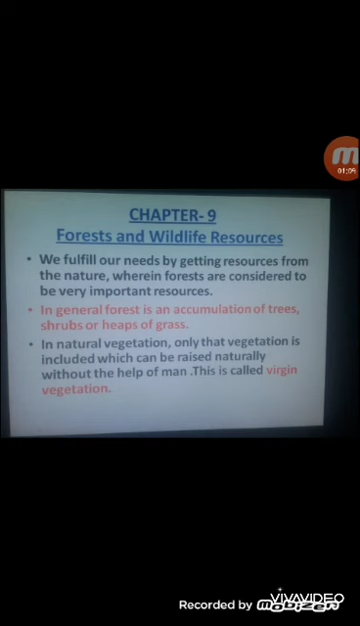 01:09
CHAPTER- 9
Forests and Wildlife Resources
• We fulfill our needs by getting resources from
the nature, wherein forests are considered to
be very important resources.
• In general forest is an accumulation of trees,
shrubs or heaps of grass.
• In natural vegetation, only that vegetation is
included which can be raised naturally
without the help of man .This is called virgin
vegetation.
VIVAVIDEO
Recorded by MOBIZEN